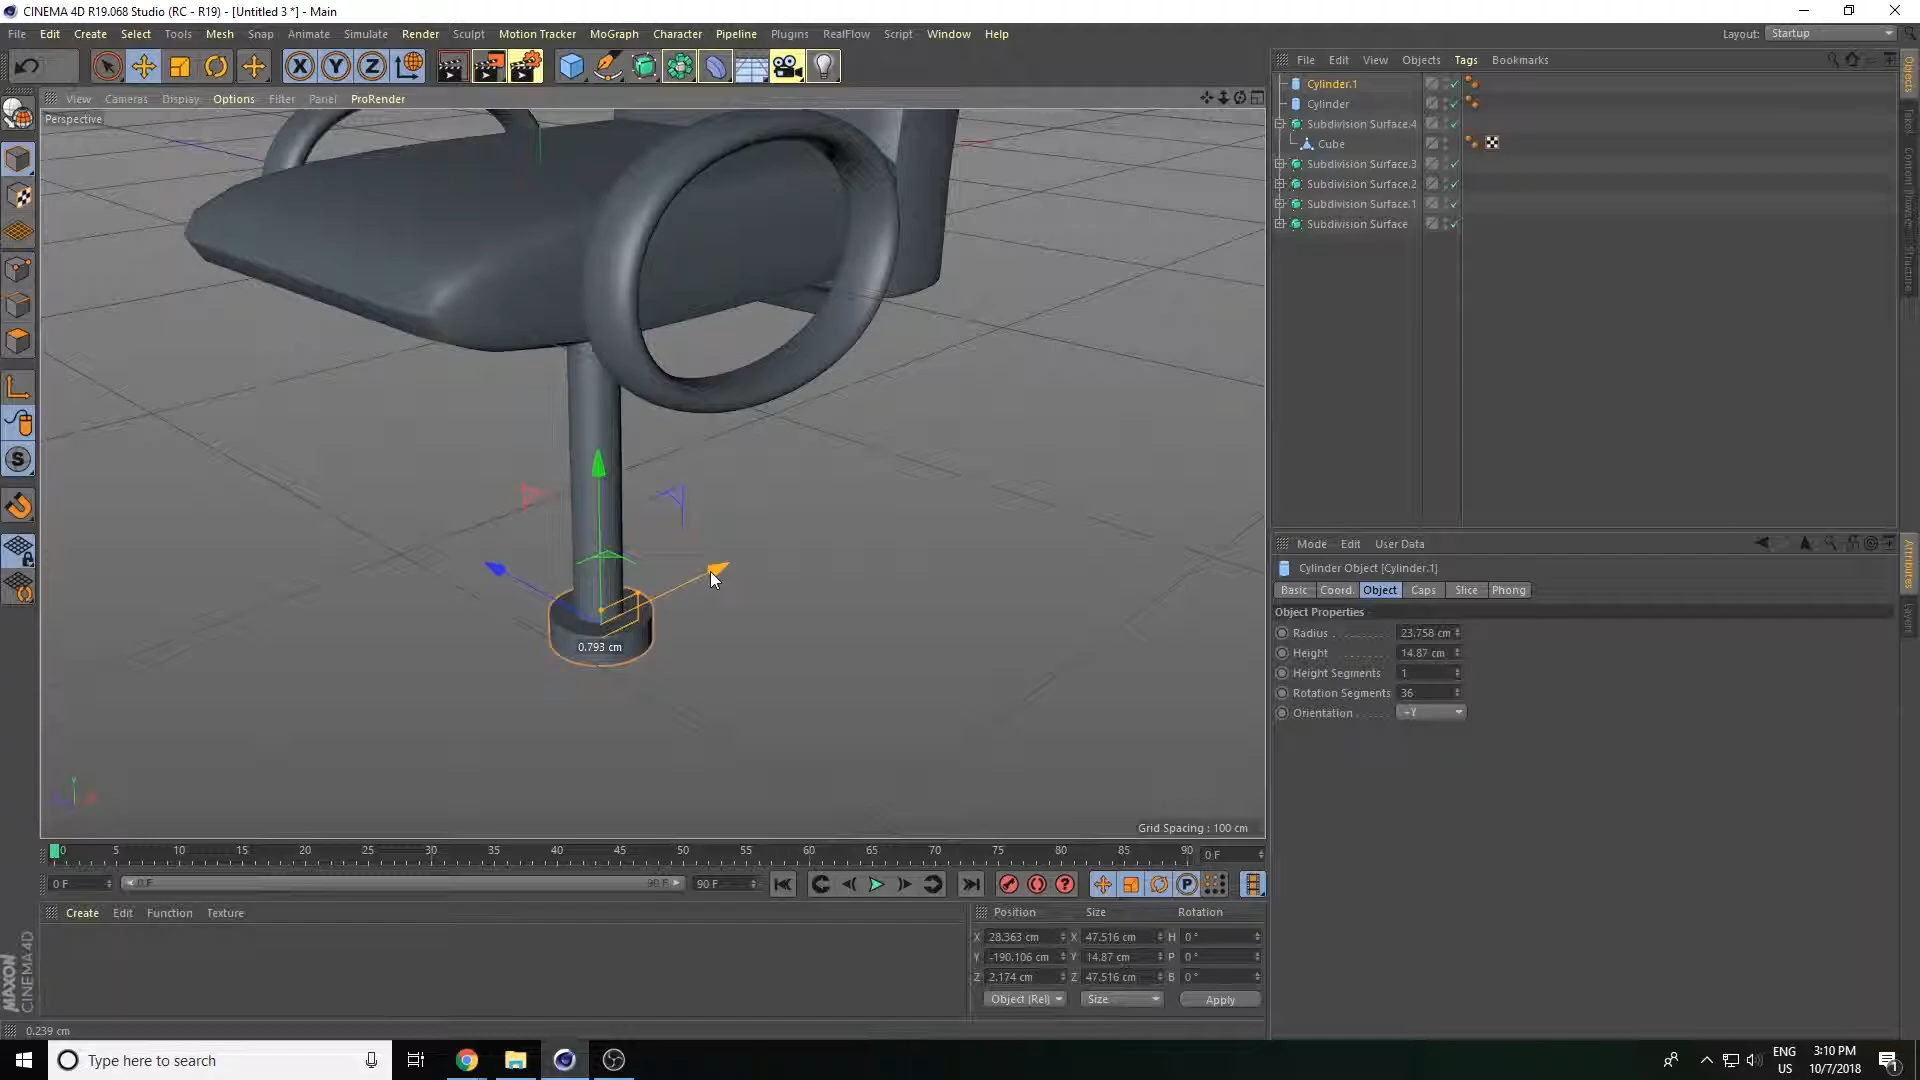 CINEMA 4D R19.068 Studio (RC - R19) - [Untitled 3 *] - Main
File Edit Create Select Tools Mesh Snap Animate Simulate Render Sculpt Motion Tracker MoGraph Character Pipeline Plugins RealFlow Script Window Help
Layout: Startup
View Cameras Display Options Filter Panel ProRender
Perspective
File Edit View Objects Tags Bookmarks
Cylinder.1
Cylinder
Subdivision Surface.4
Cube
Subdivision Surface.3
Subdivision Surface.2
Subdivision Surface.1
Subdivision Surface
Objects
Takes
Content Browser
Structure
0.793 cm
Grid Spacing : 100 cm
Mode Edit User Data
Cylinder Object [Cylinder.1]
Basic Coord. Object Caps Slice Phong
Object Properties
Radius 23.758 cm
Height 14.87 cm
Height Segments 1
Rotation Segments 36
Orientation +Y
Attributes
Layers
0 5 10 15 20 25 30 35 40 45 50 55 60 65 70 75 80 85 90 0 F
0 F 0 F 90 F 90 F
Create Edit Function Texture
Position Size Rotation
X 28.363 cm X 47.516 cm H 0 °
Y -190.106 cm Y 14.87 cm P 0 °
Z 2.174 cm Z 47.516 cm B 0 °
Object (Rel) Size Apply
MAXON
CINEMA 4D
0.239 cm
Type here to search
ENG
US
3:10 PM
10/7/2018